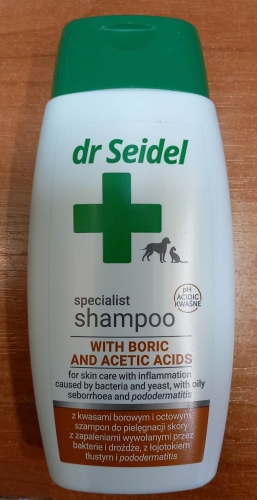 dr Seidel
pH
ACIDIC
KWAŚNE
specialist
shampoo
WITH BORIC
AND ACETIC ACIDS
for skin care with inflammation
caused by bacteria and yeast, with oily
seborrhoea and pododermatitis
z kwasami borowym i octowym
szampon do pielęgnacji skóry
z zapaleniami wywołanymi przez
bakterie i drożdże, z łojotokiem
tłustym i pododermatitis